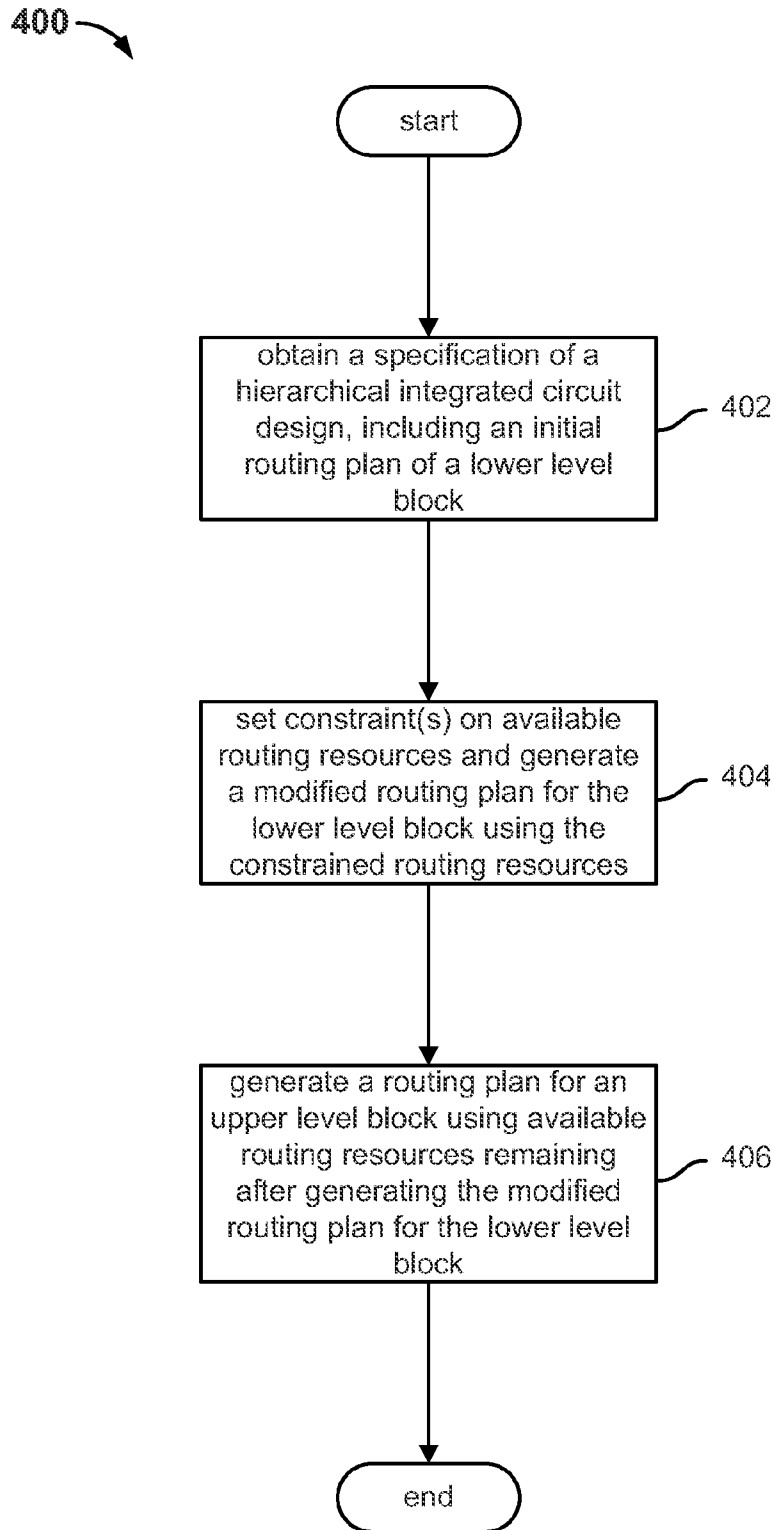 400
start
obtain a specification of a
hierarchical integrated circuit
design, including an initial
routing plan of a lower level
block
402
set constraint(s) on available
routing resources and generate
a modified routing plan for the
lower level block using the
constrained routing resources
404
generate a routing plan for an
upper level block using available
routing resources remaining
after generating the modified
routing plan for the lower level
block
406
end